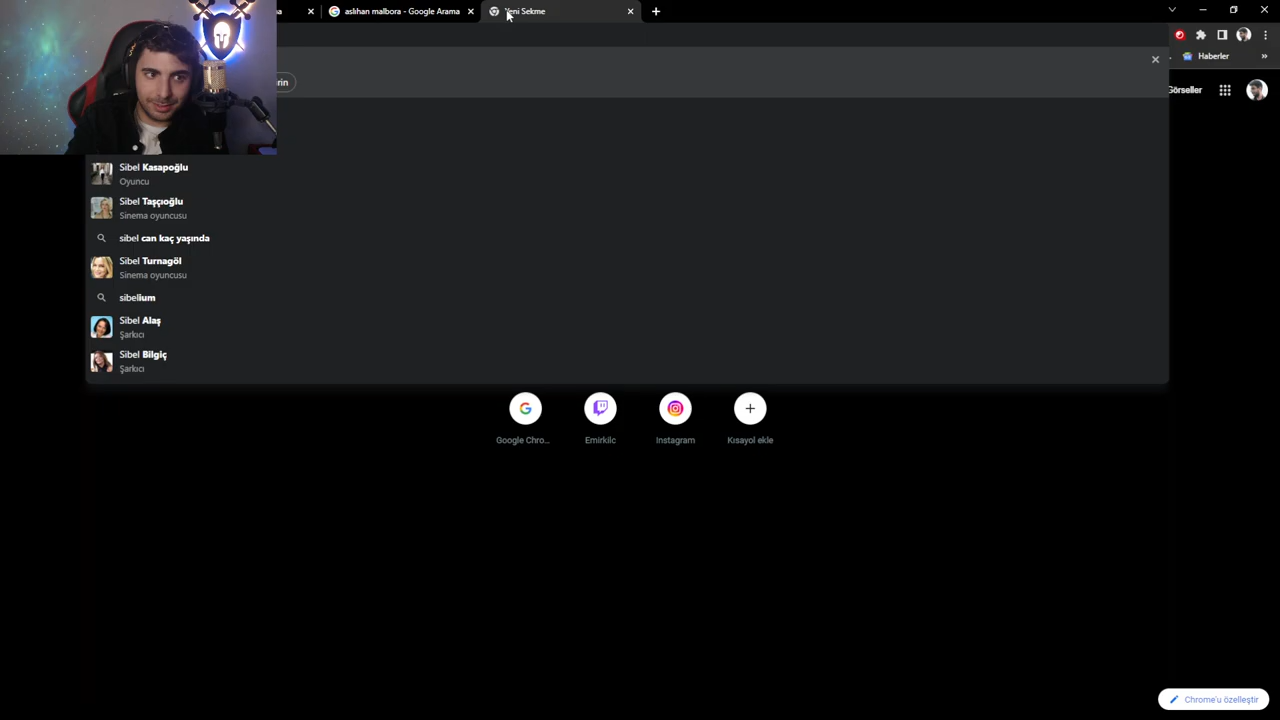 aslıhan malbora - Google Arama
Yeni Sekme
Haberler
Görseller
Sibel Kasapoğlu
Oyuncu
Sibel Taşçıoğlu
Sinema oyuncusu
sibel can kaç yaşında
Sibel Turnagöl
Sinema oyuncusu
sibelium
Sibel Alaş
Şarkıcı
Sibel Bilgiç
Şarkıcı
Google Chro...
Emirkilc
Instagram
Kısayol ekle
Chrome'u özelleştir